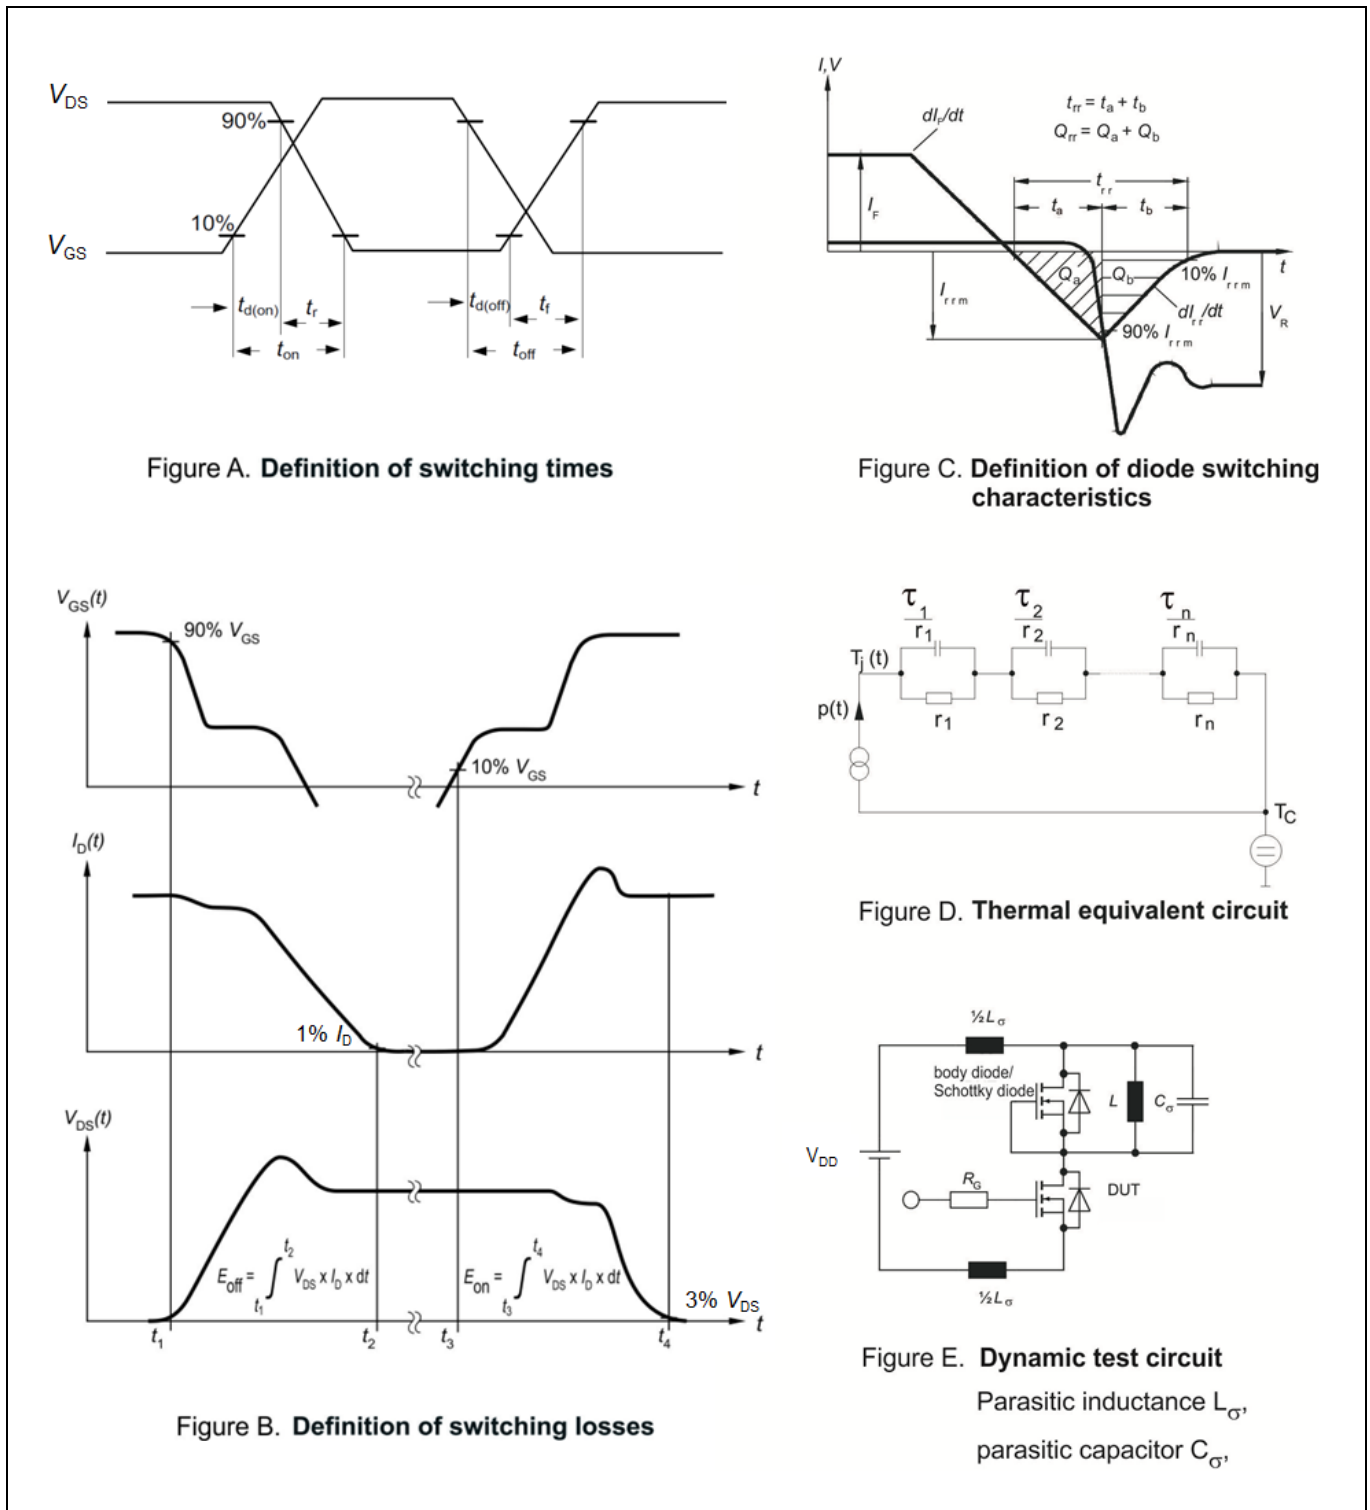 V_DS
90%
10%
V_GS
t_d(on)
t_r
t_d(off)
t_f
t_on
t_off
Figure A. Definition of switching times
I,V
dI_F/dt
t_rr = t_a + t_b
Q_rr = Q_a + Q_b
t_rr
I_F
t_a
t_b
Q_a
Q_b
t
10% I_rrm
I_rrm
dI_rr/dt
V_R
90% I_rrm
Figure C. Definition of diode switching
characteristics
V_GS(t)
90% V_GS
10% V_GS
t
I_D(t)
1% I_D
t
V_DS(t)
E_off = ∫ t_1 t_2 V_DS x I_D x dt
E_on = ∫ t_3 t_4 V_DS x I_D x dt
3% V_DS
t
t_1
t_2
t_3
t_4
Figure B. Definition of switching losses
τ_1/r_1
τ_2/r_2
τ_n/r_n
T_j(t)
p(t)
r_1
r_2
r_n
T_C
Figure D. Thermal equivalent circuit
½L_σ
body diode/
Schottky diode
L
C_σ
V_DD
R_G
DUT
½L_σ
Figure E. Dynamic test circuit
Parasitic inductance L_σ,
parasitic capacitor C_σ,